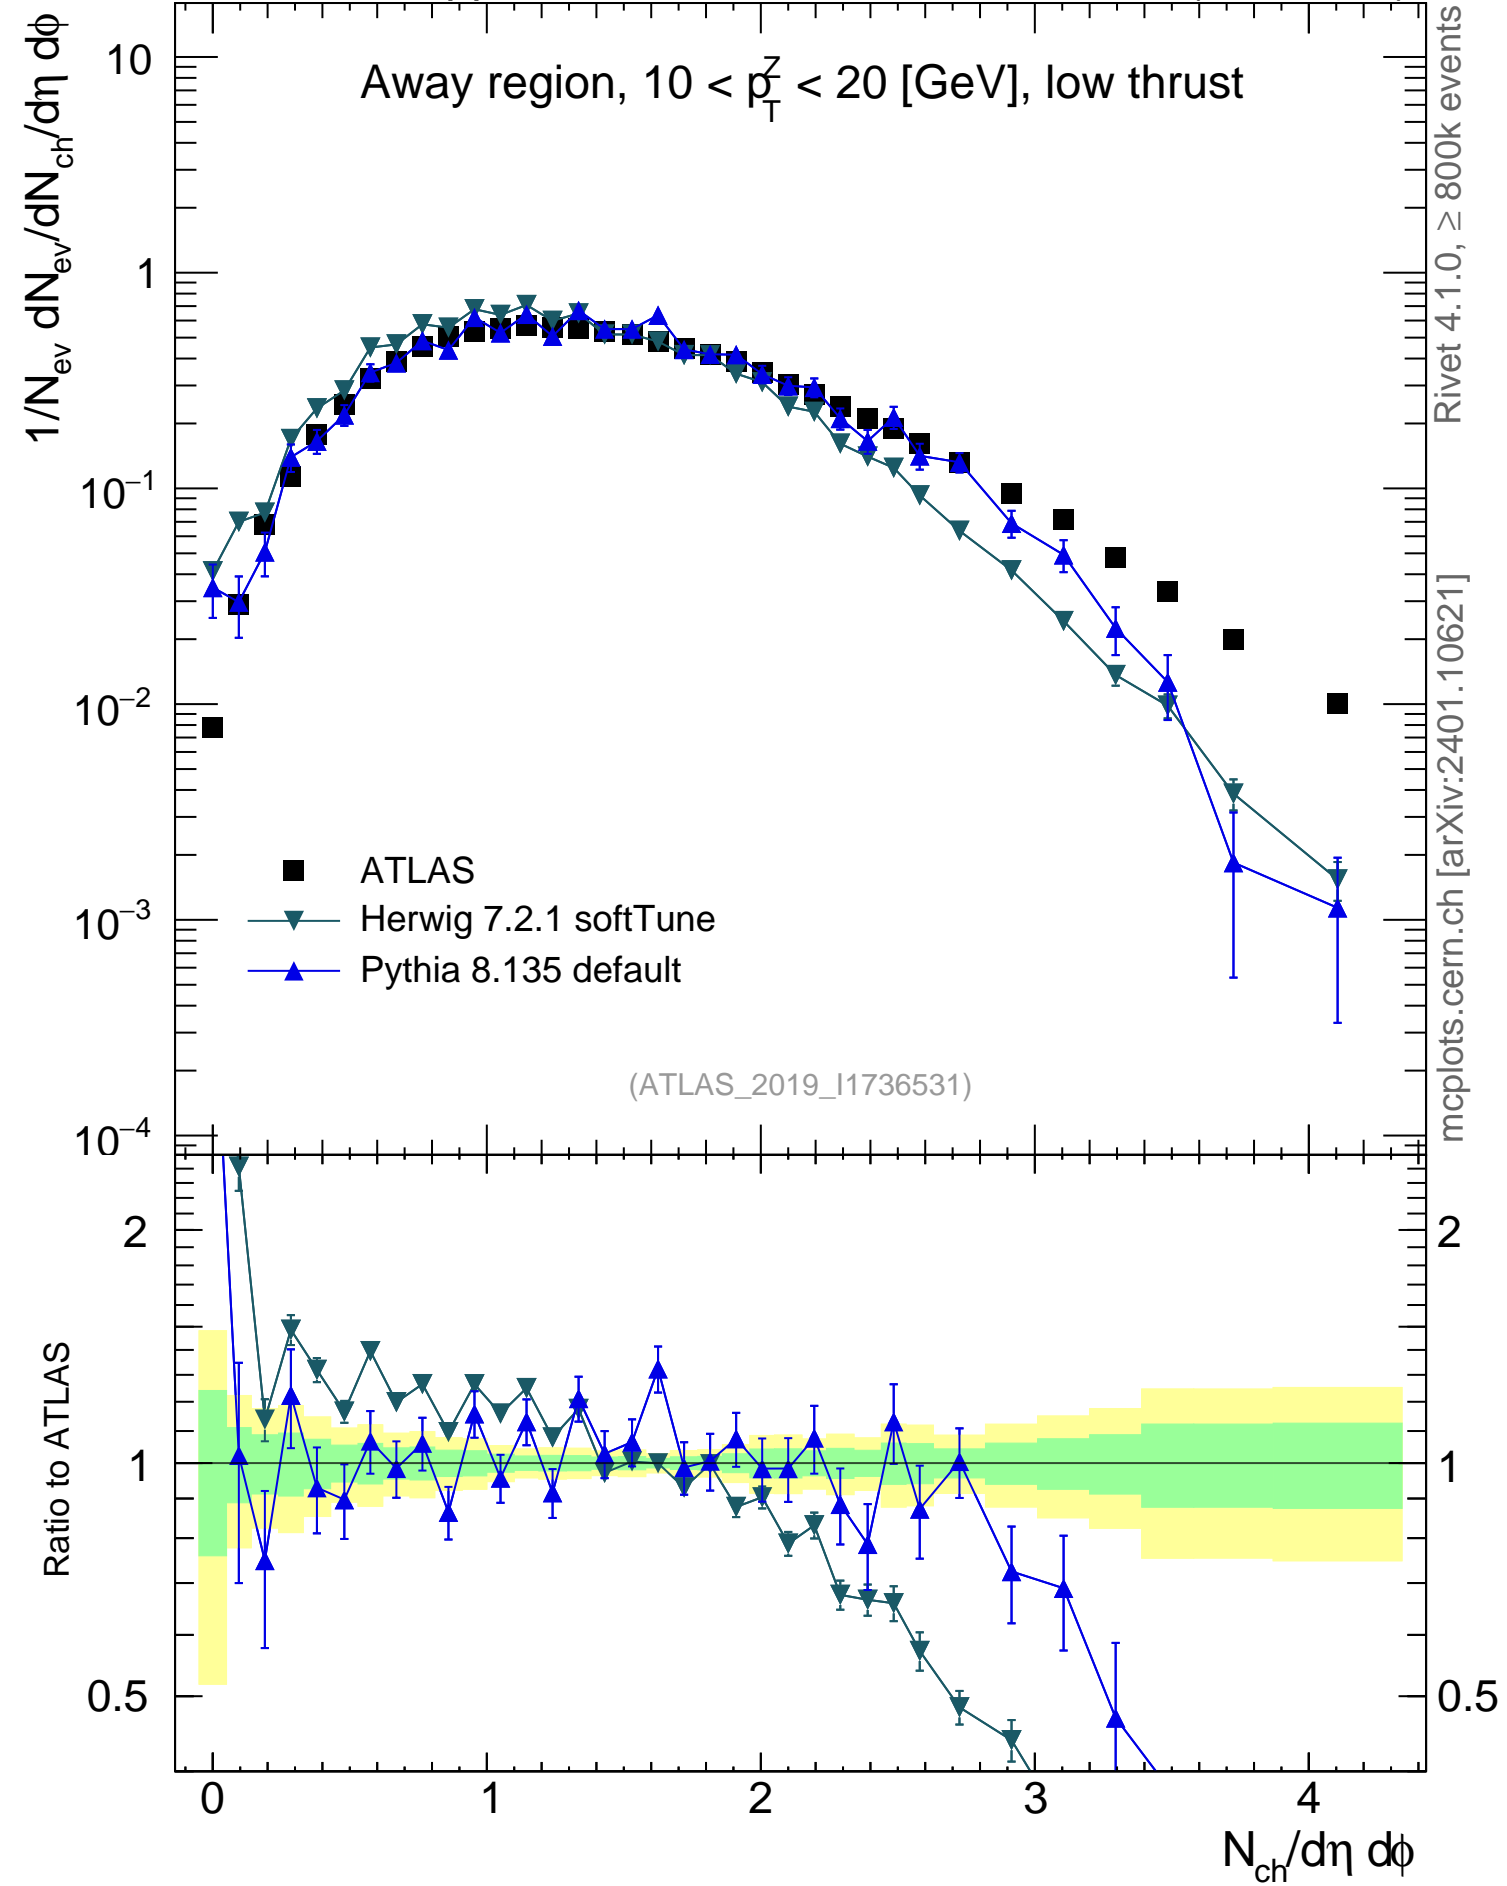 Away region, 10 < p_T^Z < 20 [GeV], low thrust
1/N_ev dN_ev/dN_ch/dη dϕ
10
1
10^−1
10^−2
10^−3
10^−4
ATLAS
Herwig 7.2.1 softTune
Pythia 8.135 default
(ATLAS_2019_I1736531)
Rivet 4.1.0, ≥ 800k events
mcplots.cern.ch [arXiv:2401.10621]
Ratio to ATLAS
2
1
0.5
2
1
0.5
0 1 2 3 4
N_ch/dη dϕ